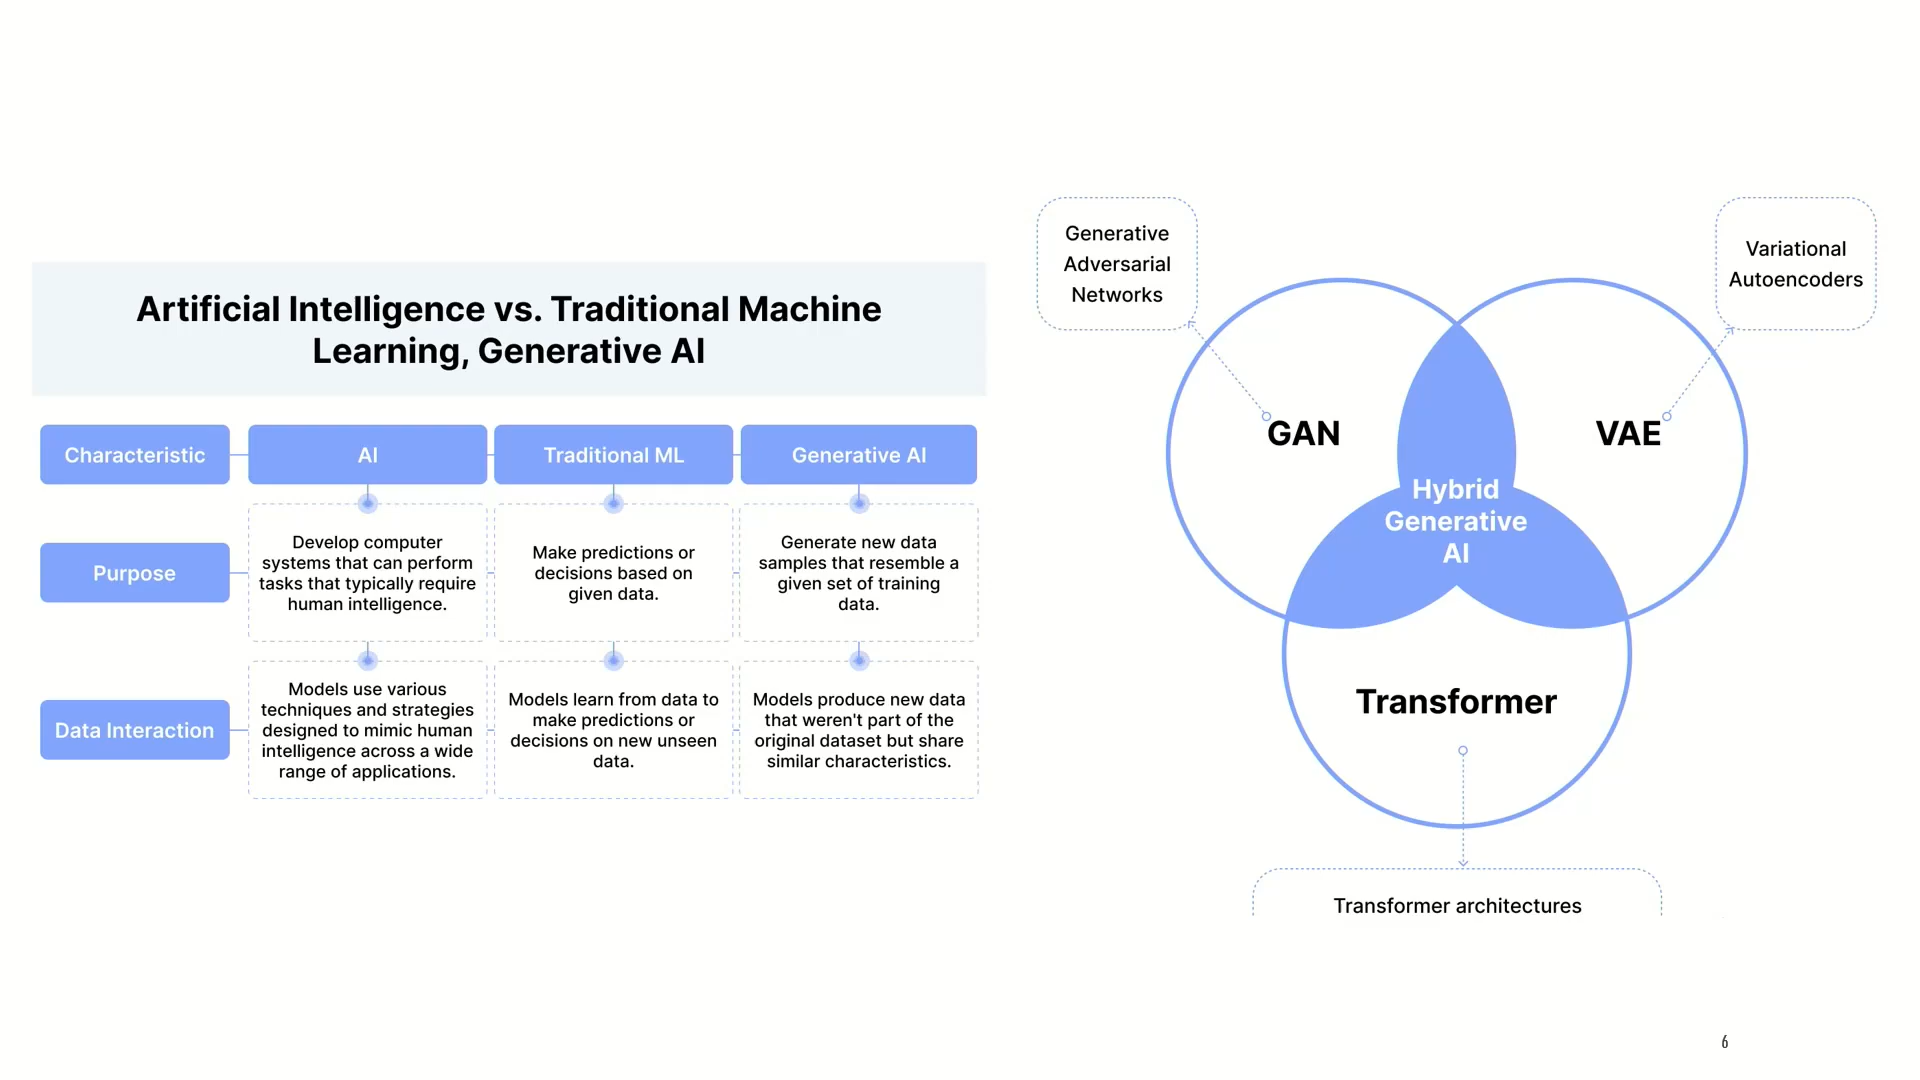 Artificial Intelligence vs. Traditional Machine
Learning, Generative AI
Characteristic
AI
Traditional ML
Generative AI
Purpose
Develop computer
systems that can perform
tasks that typically require
human intelligence.
Make predictions or
decisions based on
given data.
Generate new data
samples that resemble a
given set of training
data.
Data Interaction
Models use various
techniques and strategies
designed to mimic human
intelligence across a wide
range of applications.
Models learn from data to
make predictions or
decisions on new unseen
data.
Models produce new data
that weren't part of the
original dataset but share
similar characteristics.
Generative
Adversarial
Networks
Variational
Autoencoders
GAN
VAE
Hybrid
Generative
AI
Transformer
Transformer architectures
6